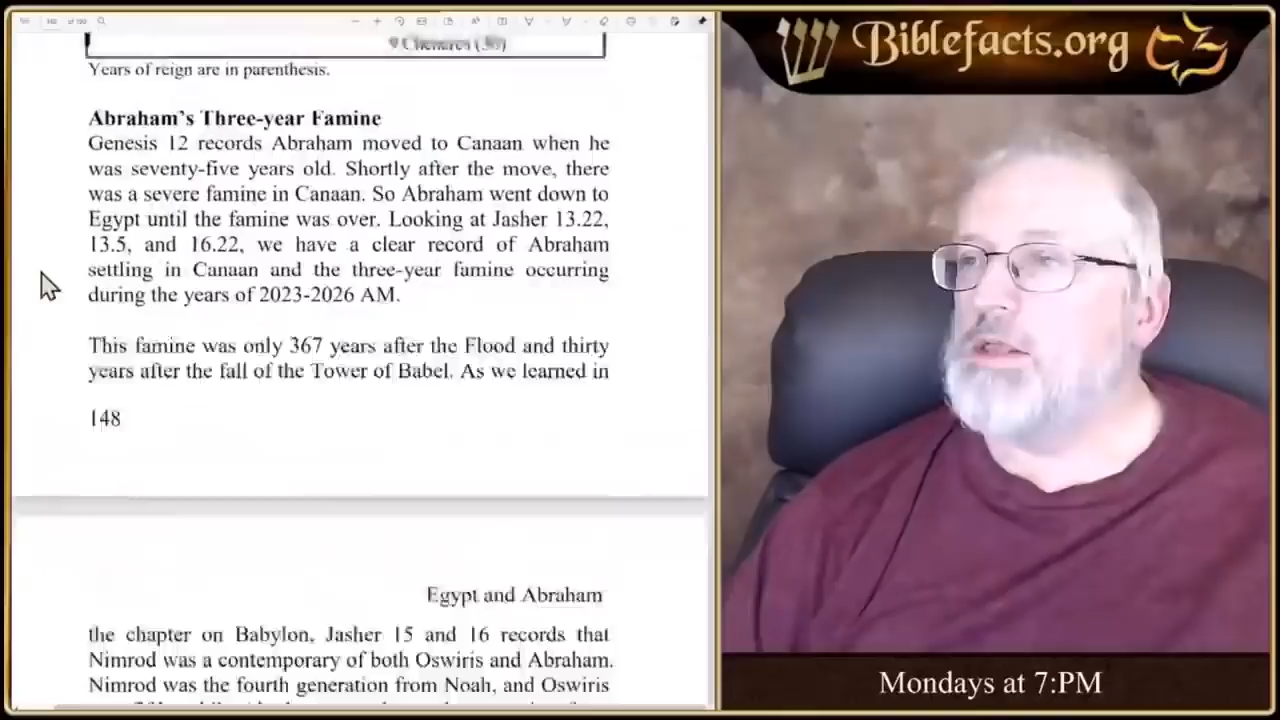 Chencres (.30)
Years of reign are in parenthesis.
Abraham's Three-year Famine
Genesis 12 records Abraham moved to Canaan when he
was seventy-five years old. Shortly after the move, there
was a severe famine in Canaan. So Abraham went down to
Egypt until the famine was over. Looking at Jasher 13.22,
13.5, and 16.22, we have a clear record of Abraham
settling in Canaan and the three-year famine occurring
during the years of 2023-2026 AM.
This famine was only 367 years after the Flood and thirty
years after the fall of the Tower of Babel. As we learned in
148
Egypt and Abraham
the chapter on Babylon, Jasher 15 and 16 records that
Nimrod was a contemporary of both Oswiris and Abraham.
Nimrod was the fourth generation from Noah, and Oswiris
Biblefacts.org
Mondays at 7:PM